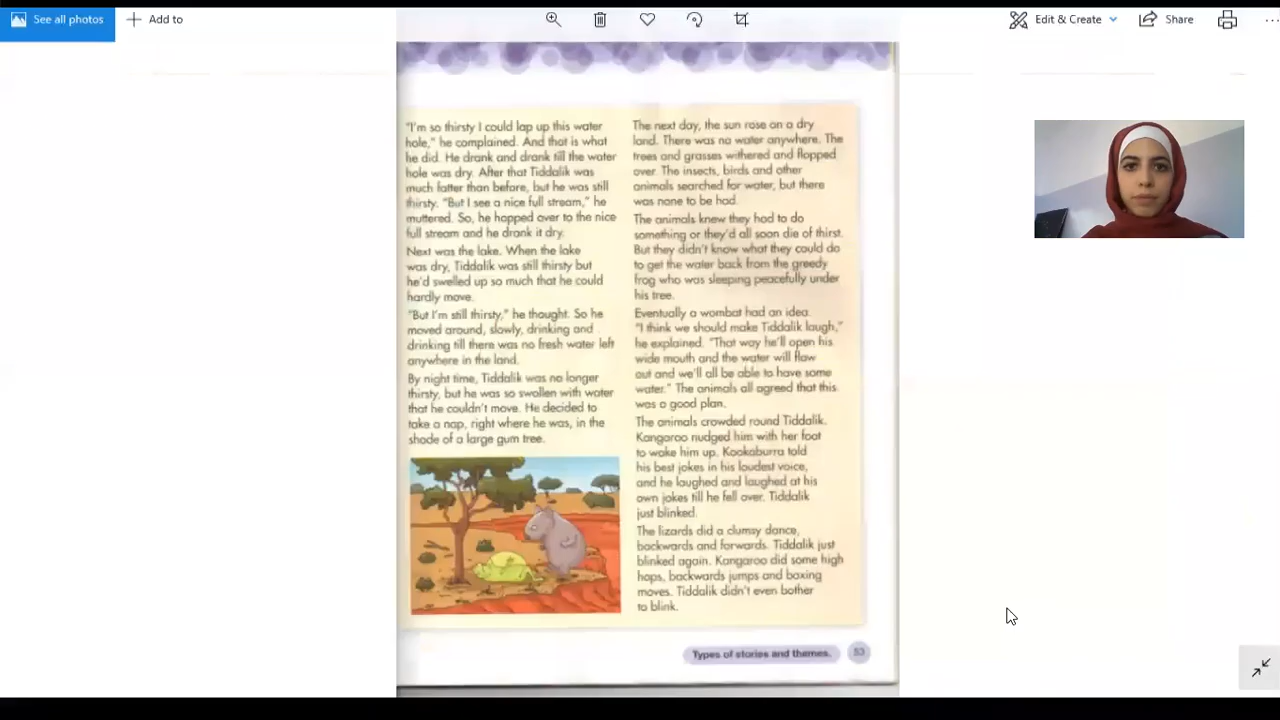 See all photos
Add to
Edit & Create
Share
"I'm so thirsty I could lap up this water
hole," he complained. And that is what
he did. He drank and drank till the water
hole was dry. After that Tiddalik was
much fatter than before, but he was still
thirsty. "But I see a nice full stream," he
muttered. So, he hopped over to the nice
full stream and he drank it dry.
Next was the lake. When the lake
was dry, Tiddalik was still thirsty but
he'd swelled up so much that he could
hardly move.
"But I'm still thirsty," he thought. So he
moved around, slowly, drinking and
drinking till there was no fresh water left
anywhere in the land.
By night time, Tiddalik was no longer
thirsty, but he was so swollen with water
that he couldn't move. He decided to
take a nap, right where he was, in the
shade of a large gum tree.
The next day, the sun rose on a dry
land. There was no water anywhere. The
trees and grasses withered and flopped
over. The insects, birds and other
animals searched for water, but there
was none to be had.
The animals knew they had to do
something or they'd all soon die of thirst.
But they didn't know what they could do
to get the water back from the greedy
frog who was sleeping peacefully under
his tree.
Eventually a wombat had an idea.
"I think we should make Tiddalik laugh,"
he explained. "That way he'll open his
wide mouth and the water will flow
out and we'll all be able to have some
water." The animals all agreed that this
was a good plan.
The animals crowded round Tiddalik.
Kangaroo nudged him with her foot
to wake him up. Kookaburra told
his best jokes in his loudest voice,
and he laughed and laughed at his
own jokes till he fell over. Tiddalik
just blinked.
The lizards did a clumsy dance,
backwards and forwards. Tiddalik just
blinked again. Kangaroo did some high
hops, backwards jumps and boxing
moves. Tiddalik didn't even bother
to blink.
Types of stories and themes.
53